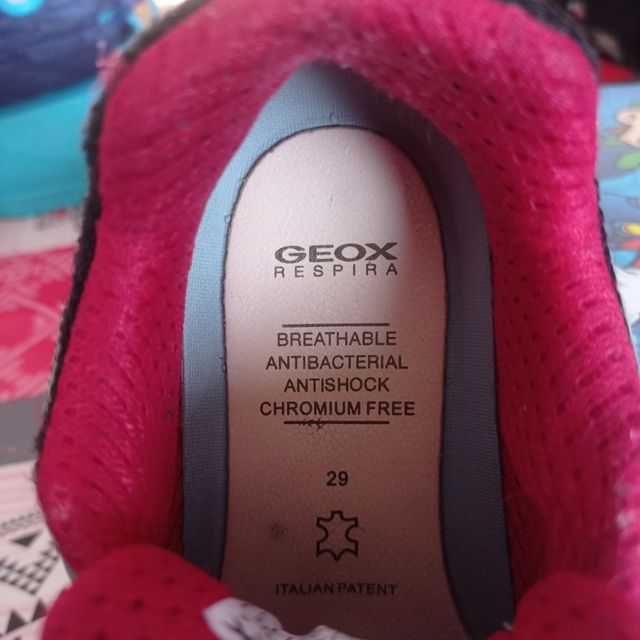 GEOX
RESPIRA
BREATHABLE
ANTIBACTERIAL
ANTISHOCK
CHROMIUM FREE
29
ITALIAN PATENT